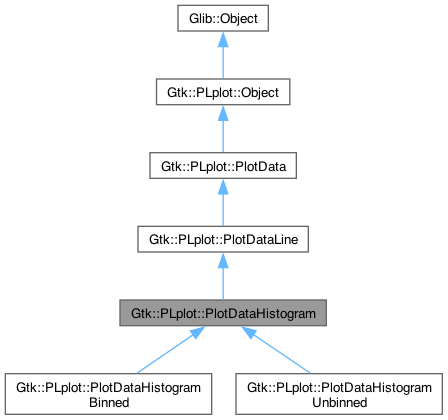 Glib::Object
Gtk::PLplot::Object
Gtk::PLplot::PlotData
Gtk::PLplot::PlotDataLine
Gtk::PLplot::PlotDataHistogram
Gtk::PLplot::PlotDataHistogram
Binned
Gtk::PLplot::PlotDataHistogram
Unbinned